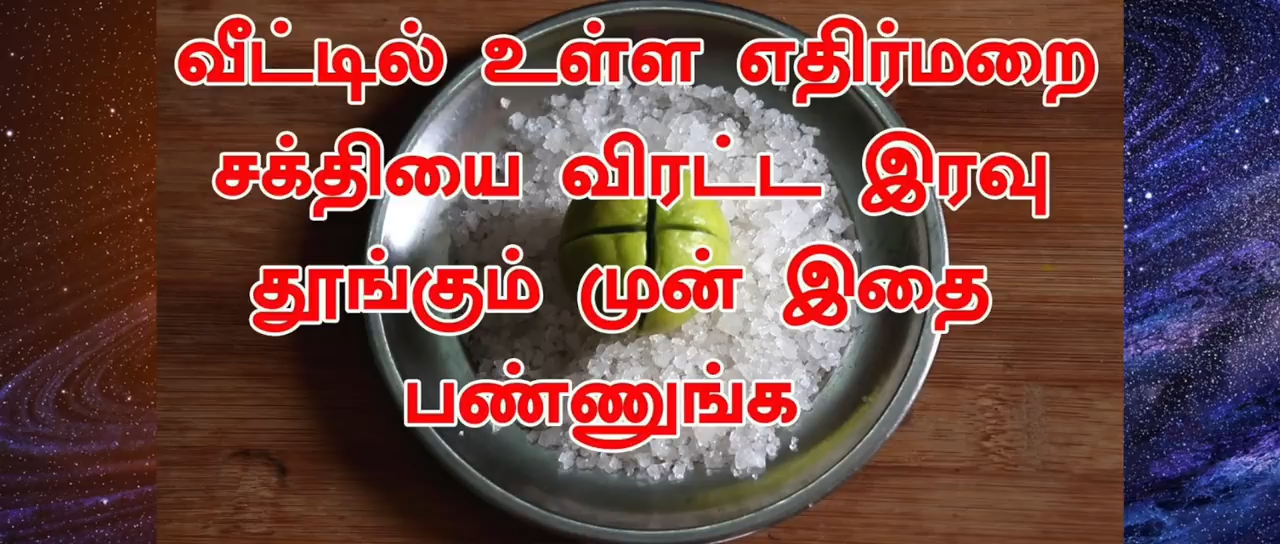 வீட்டில் உள்ள எதிர்மறை
சக்தியை விரட்ட இரவு
தூங்கும் முன் இதை
பண்ணுங்க